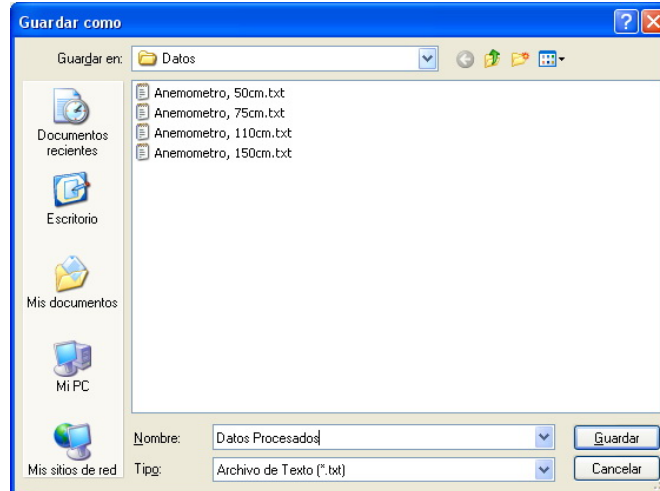 Guardar como
Guardar en: Datos
Anemometro, 50cm.txt
Anemometro, 75cm.txt
Anemometro, 110cm.txt
Anemometro, 150cm.txt
Documentos
recientes
Escritorio
Mis documentos
Mi PC
Mis sitios de red
Nombre: Datos Procesados Guardar
Tipo: Archivo de Texto (*.txt) Cancelar